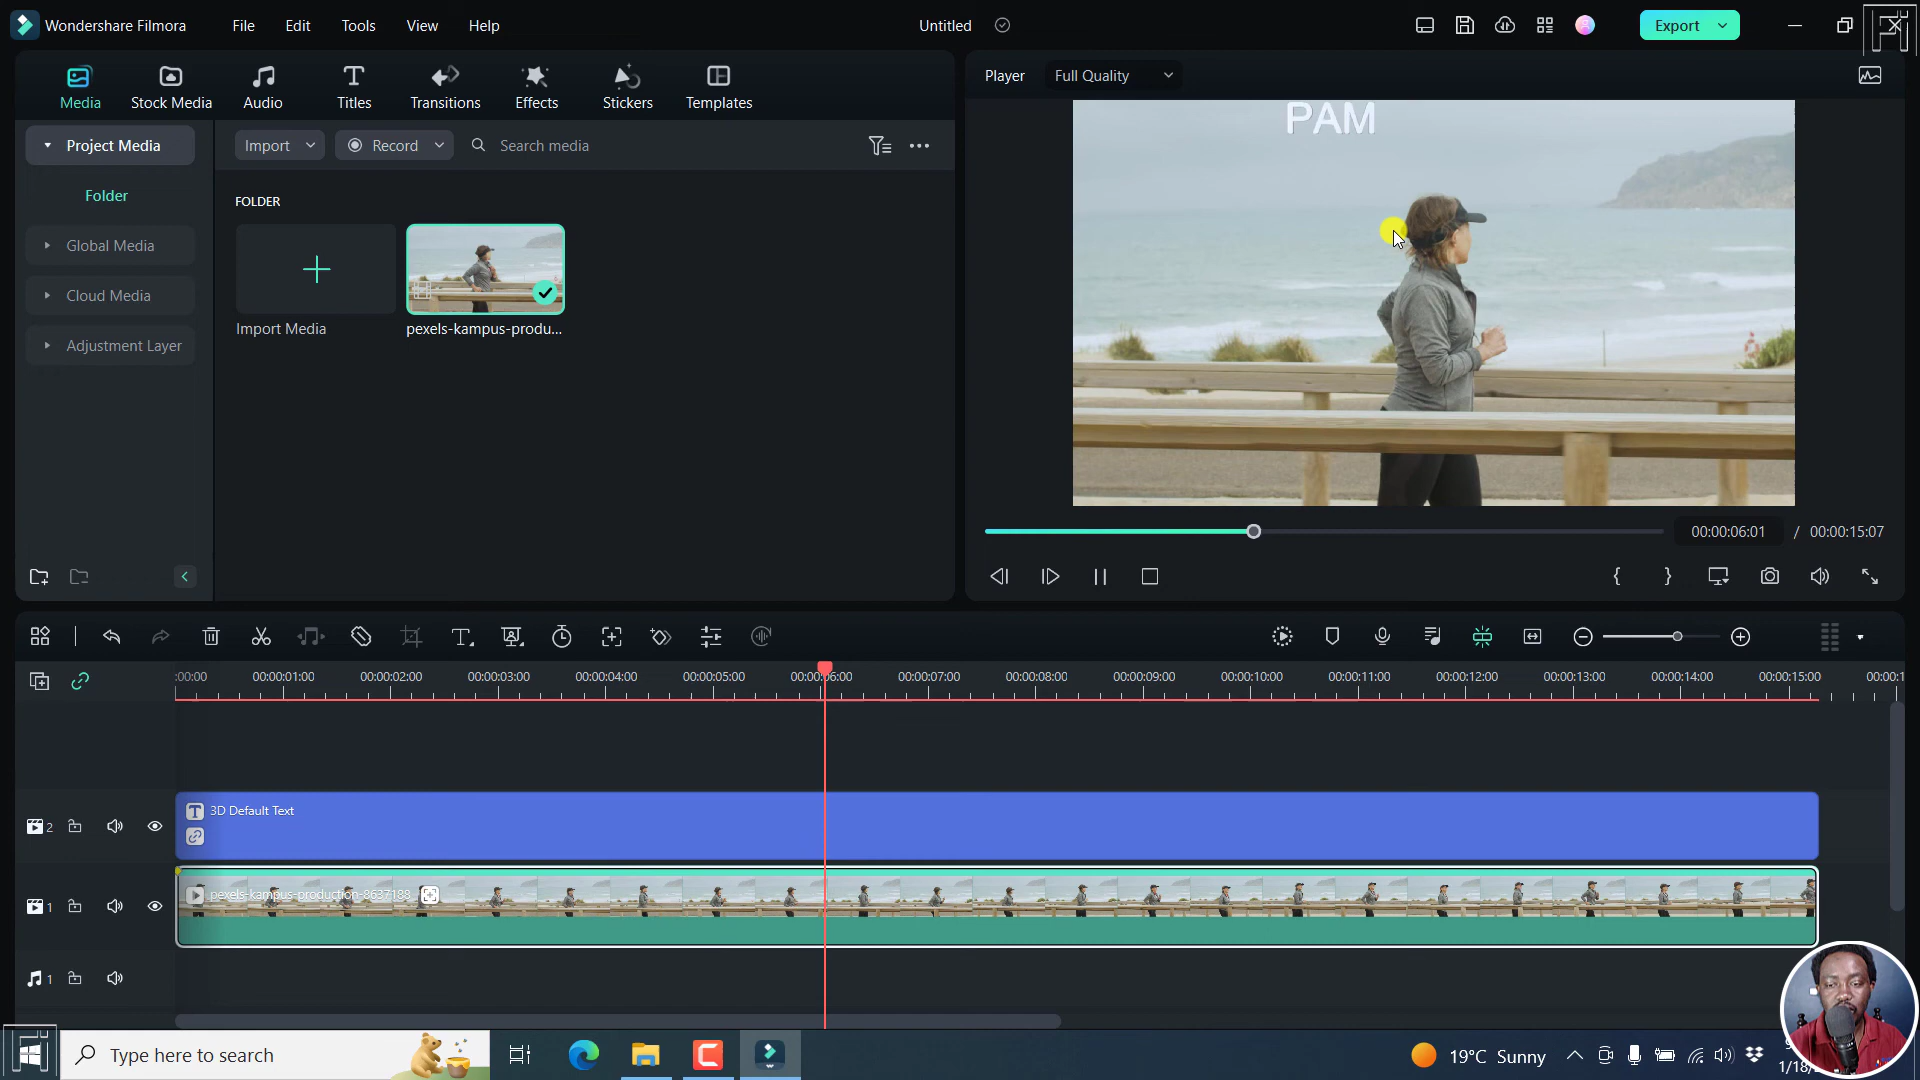 Wondershare Filmora File Edit Tools View Help Untitled Export
Media Stock Media Audio Titles Transitions Effects Stickers Templates
Player Full Quality
PAM
Project Media
Import Record Search media
Folder
FOLDER
Global Media
Cloud Media
Adjustment Layer
Import Media pexels-kampus-produ...
00:00:06:01 / 00:00:15:07
:00:00 00:00:01:00 00:00:02:00 00:00:03:00 00:00:04:00 00:00:05:00 00:00:06:00 00:00:07:00 00:00:08:00 00:00:09:00 00:00:10:00 00:00:11:00 00:00:12:00 00:00:13:00 00:00:14:00 00:00:15:00 00:00:1
3D Default Text
2
pexels-kampus-production-8637188
1
1
Type here to search
19°C Sunny
1/18/